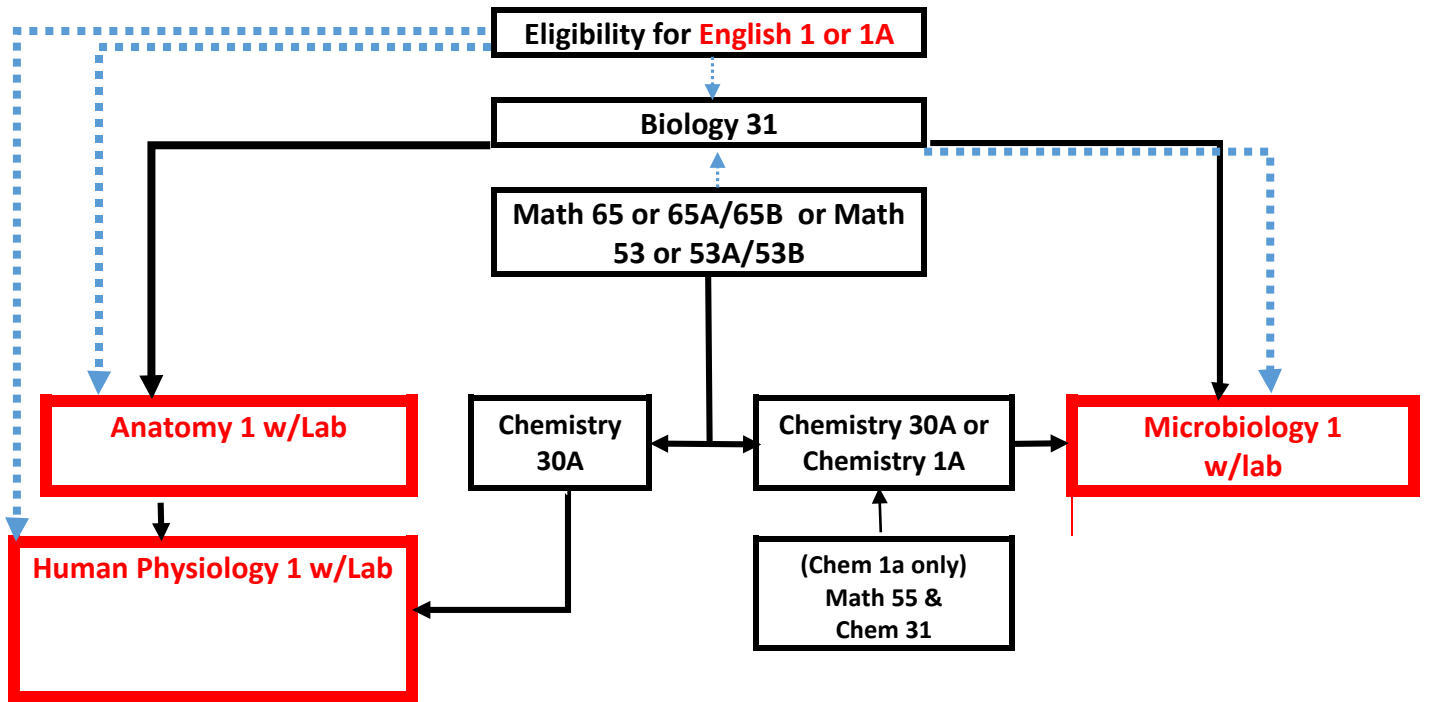 Eligibility for English 1 or 1A
Biology 31
Math 65 or 65A/65B  or Math
53 or 53A/53B
Anatomy 1 w/Lab
Chemistry
30A
Chemistry 30A or
Chemistry 1A
Microbiology 1
w/lab
Human Physiology 1 w/Lab
(Chem 1a only)
Math 55 &
Chem 31